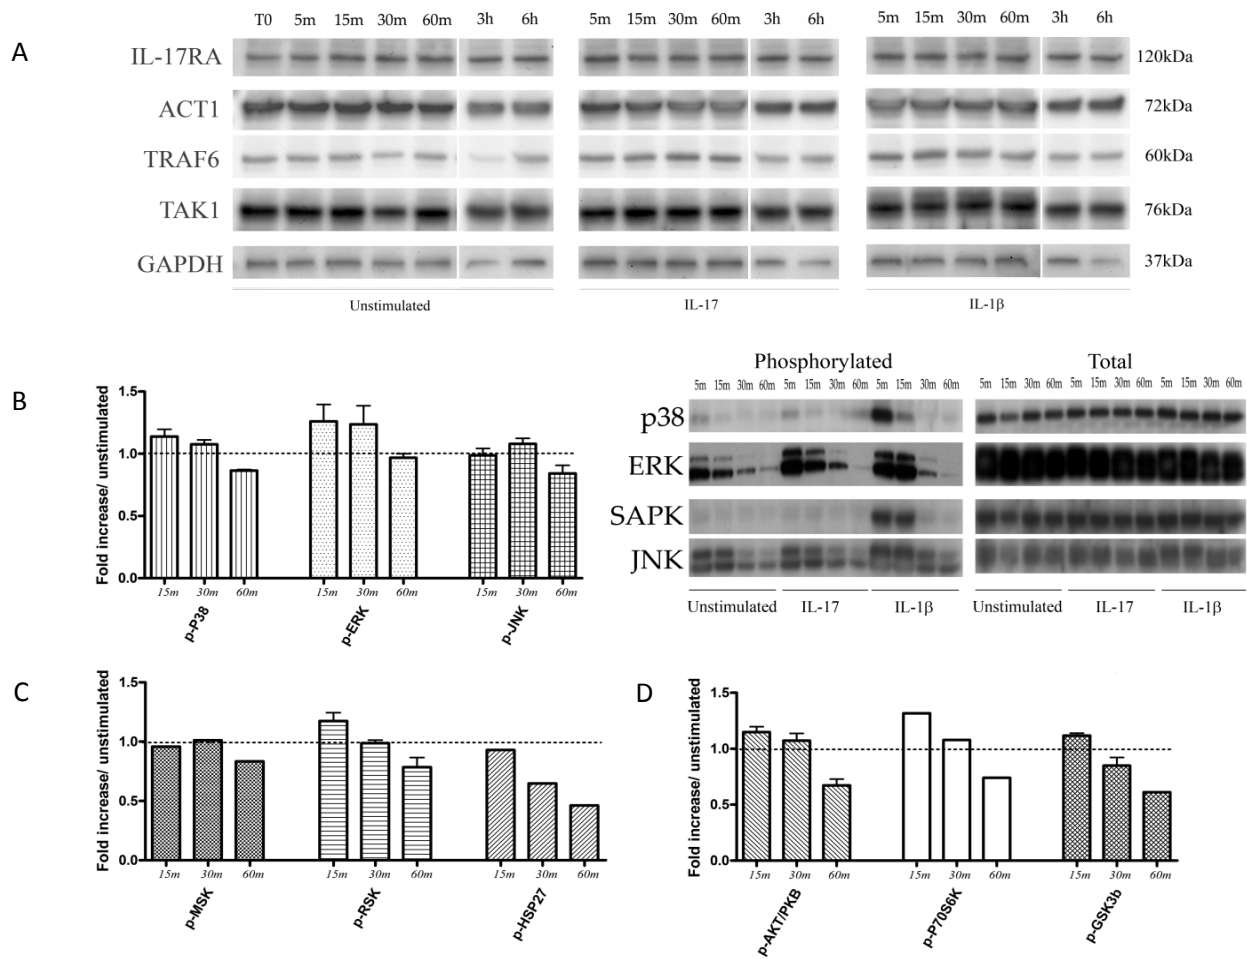 A
T0 5m 15m 30m 60m 3h 6h 5m 15m 30m 60m 3h 6h 5m 15m 30m 60m 3h 6h
IL-17RA 120kDa
ACT1 72kDa
TRAF6 60kDa
TAK1 76kDa
GAPDH 37kDa
Unstimulated IL-17 IL-1β
B
Fold increase/ unstimulated
1.5
1.0
0.5
0.0
15m 30m 60m 15m 30m 60m 15m 30m 60m
p-P38 p-ERK p-JNK
Phosphorylated Total
5m 15m 30m 60m 5m 15m 30m 60m 5m 15m 30m 60m 5m 15m 30m 60m 5m 15m 30m 60m 5m 15m 30m 60m
p38
ERK
SAPK
JNK
Unstimulated IL-17 IL-1β Unstimulated IL-17 IL-1β
C
Fold increase/ unstimulated
1.5
1.0
0.5
0.0
15m 30m 60m 15m 30m 60m 15m 30m 60m
p-MSK p-RSK p-HSP27
D
Fold increase/ unstimulated
1.5
1.0
0.5
0.0
15m 30m 60m 15m 30m 60m 15m 30m 60m
p-AKT/PKB p-P70S6K p-GSK3b